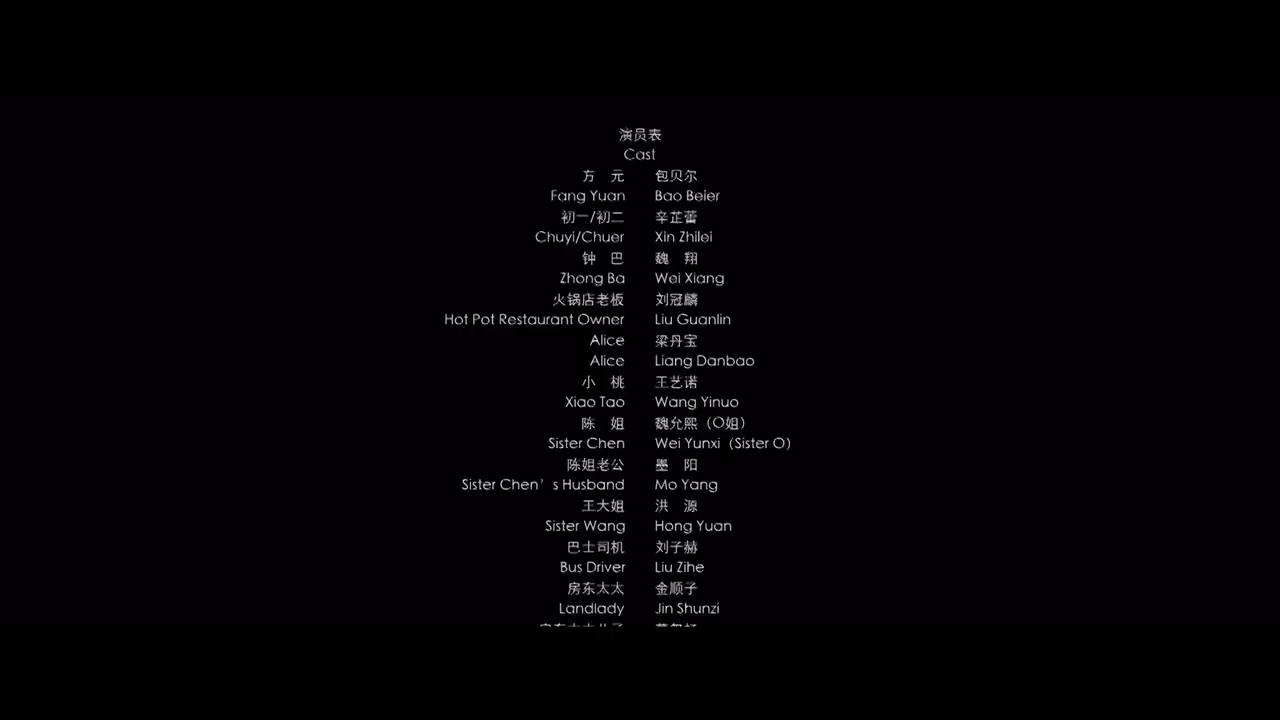 演员表
Cast
方 元 包贝尔
Fang Yuan Bao Beier
初一/初二 辛芷蕾
Chuyi/Chuer Xin Zhilei
钟 巴 魏 翔
Zhong Ba Wei Xiang
火锅店老板 刘冠麟
Hot Pot Restaurant Owner Liu Guanlin
Alice 梁丹宝
Alice Liang Danbao
小 桃 王艺诺
Xiao Tao Wang Yinuo
陈 姐 魏允熙（O姐）
Sister Chen Wei Yunxi（Sister O）
陈姐老公 墨 阳
Sister Chen’s Husband Mo Yang
王大姐 洪 源
Sister Wang Hong Yuan
巴士司机 刘子赫
Bus Driver Liu Zihe
房东太太 金顺子
Landlady Jin Shunzi